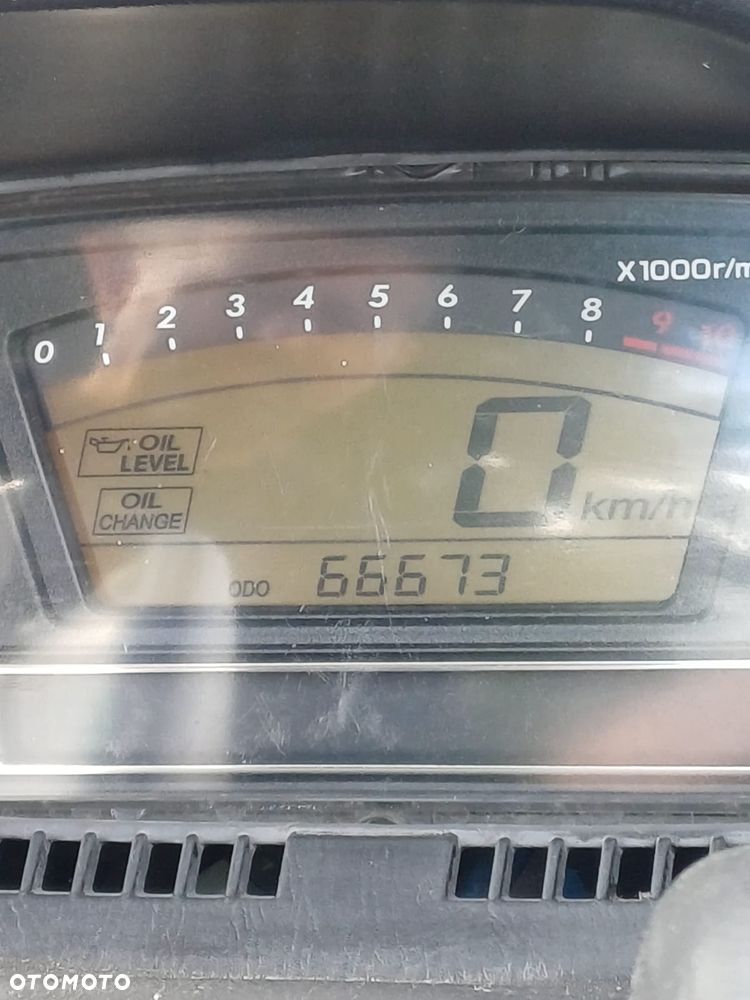 X1000r/m
0 1 2 3 4 5 6 7 8 9 10
OIL
LEVEL
0 km/h
OIL
CHANGE
ODO 66673
OTOMOTO